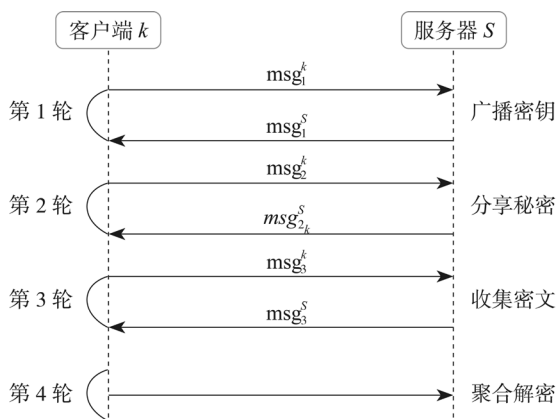 客户端 k
服务器 S
msg₁ᵏ
第 1 轮
广播密钥
msg₁ˢ
msg₂ᵏ
第 2 轮
分享秘密
msg₂ₖˢ
msg₃ᵏ
第 3 轮
收集密文
msg₃ˢ
第 4 轮
聚合解密